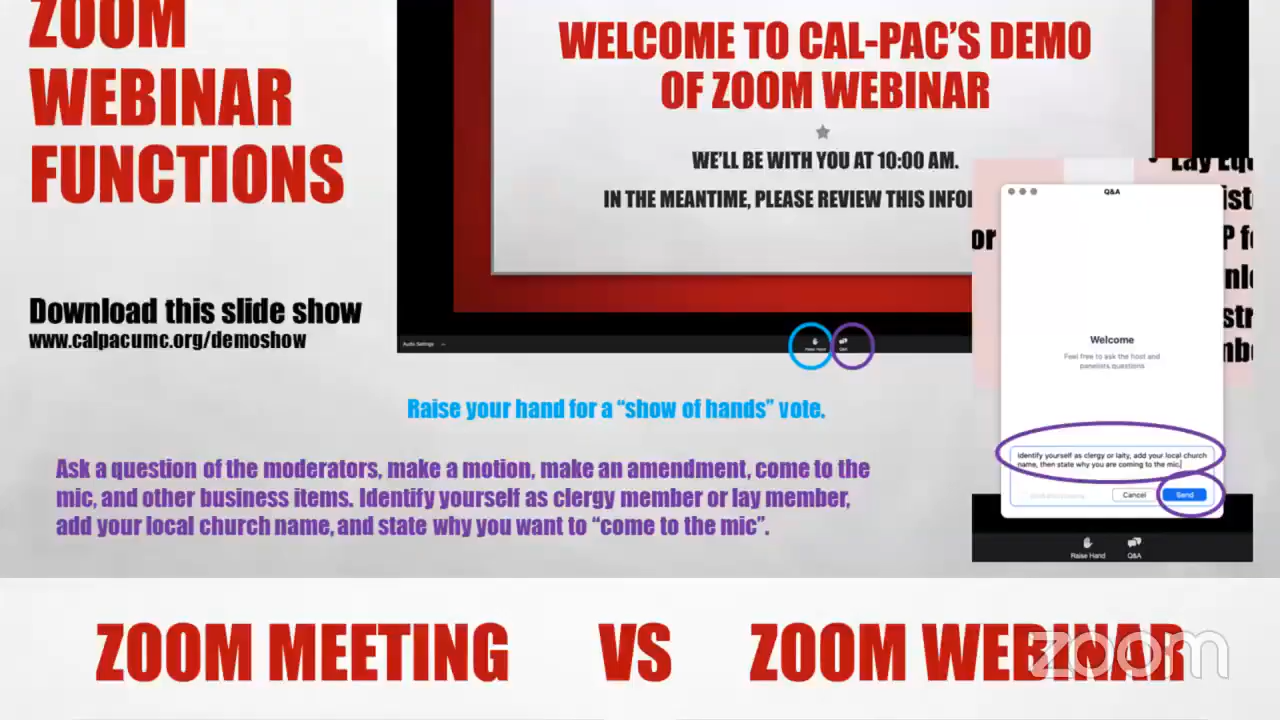 ZOOM
WEBINAR
FUNCTIONS
Download this slide show
www.calpacumc.org/demoshow
WELCOME TO CAL-PAC'S DEMO
OF ZOOM WEBINAR
WE'LL BE WITH YOU AT 10:00 AM.
IN THE MEANTIME, PLEASE REVIEW THIS INFO
Audio Settings
Raise Hand
Q&A
Raise your hand for a “show of hands” vote.
Ask a question of the moderators, make a motion, make an amendment, come to the
mic, and other business items. Identify yourself as clergy member or lay member,
add your local church name, and state why you want to “come to the mic”.
or
Q&A
Welcome
Feel free to ask the host and
panelists questions
Identify yourself as clergy or laity, add your local church
name, then state why you are coming to the mic.
Cancel
Send
Raise Hand
Q&A
ZOOM MEETING VS ZOOM WEBINAR
zoom